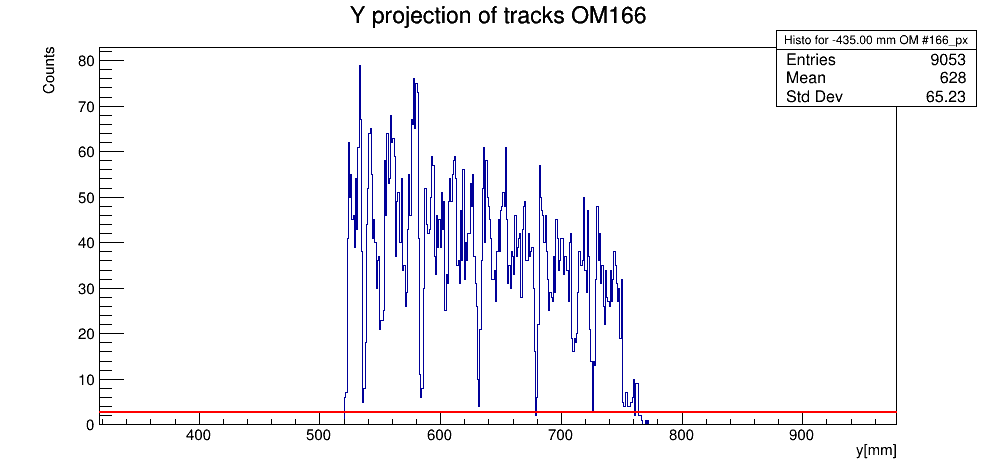 Y projection of tracks OM166
Histo for -435.00 mm OM #166_px
Entries 9053
Mean 628
Std Dev 65.23
Counts
80
70
60
50
40
30
20
10
0
400 500 600 700 800 900
y[mm]